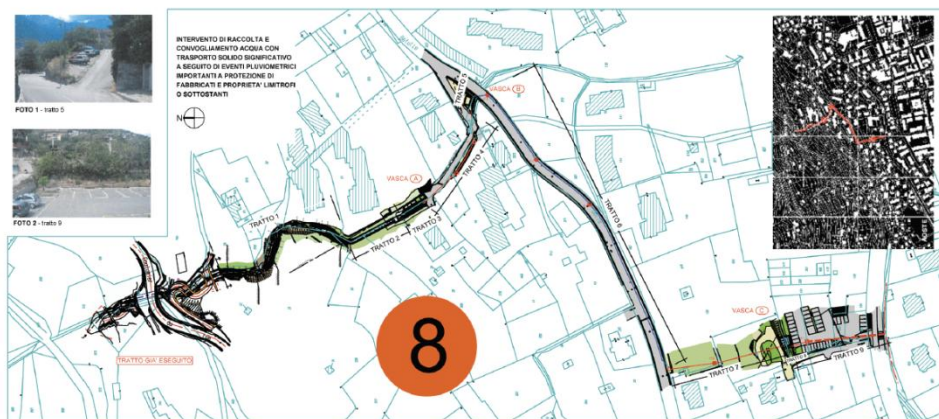 INTERVENTO DI RACCOLTA E
CONVOGLIAMENTO ACQUA CON
TRASPORTO SOLIDO SIGNIFICATIVO
A SEGUITO DI EVENTI PLUVIOMETRICI
IMPORTANTI A PROTEZIONE DI
FABBRICATI E PROPRIETA' LIMITROFI
O SOTTOSTANTI
N
FOTO 1 - tratto 5
FOTO 2 - tratto 9
TRATTO 5
VASCA B
TRATTO 4
VASCA A
TRATTO 3
TRATTO 2
TRATTO 1
TRATTO 6
TRATTO GIA' ESEGUITO
8
VASCA C
TRATTO 7
TRATTO 9